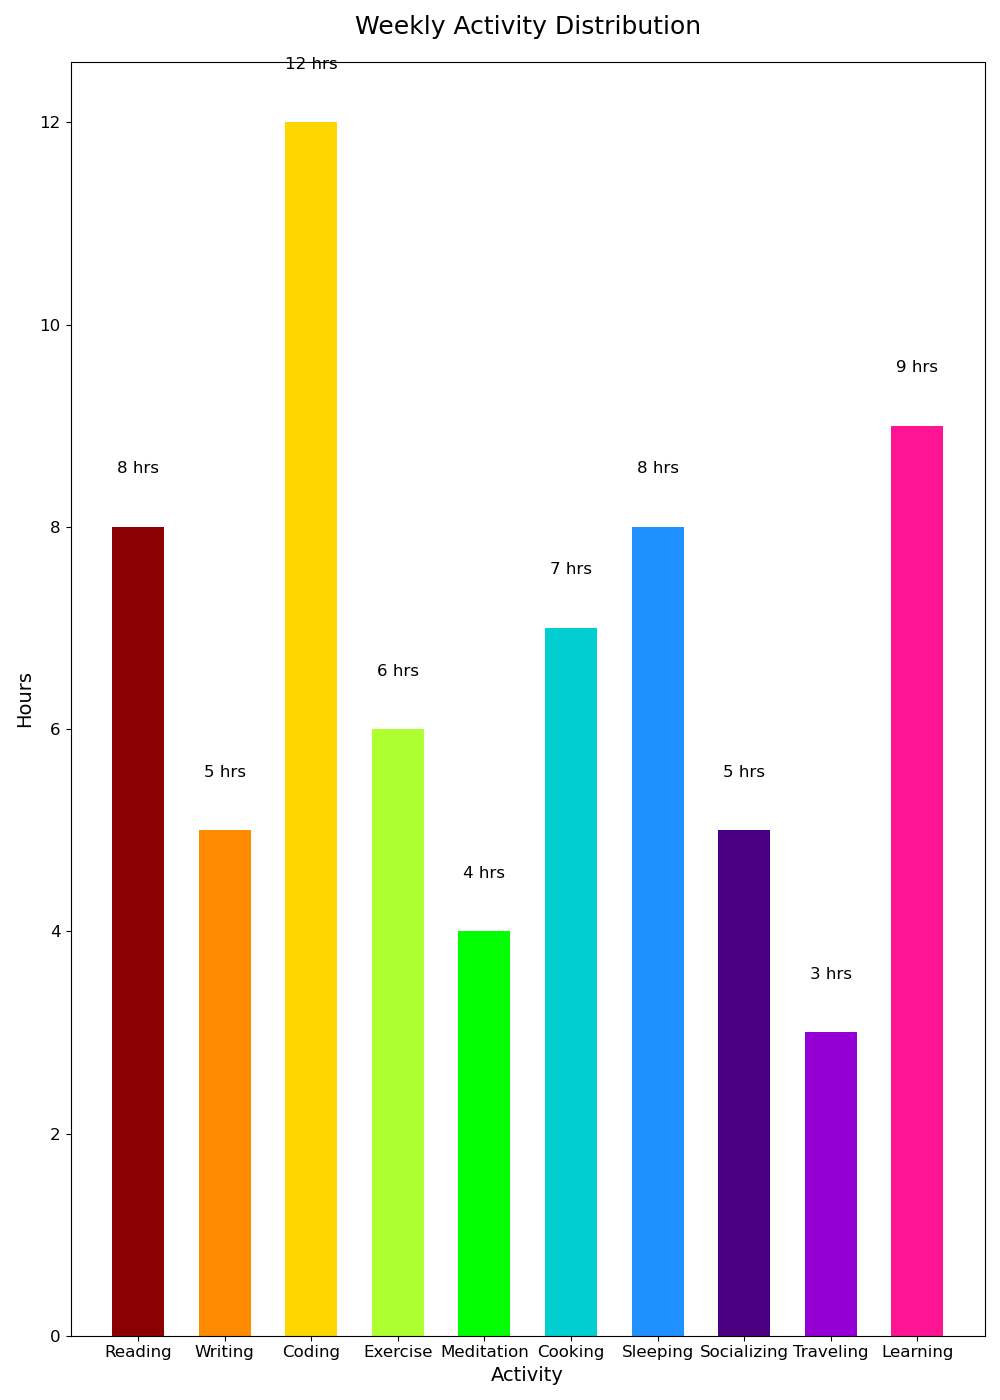 Weekly Activity Distribution
12 hrs
12
10
9 hrs
8 hrs
8 hrs
8
7 hrs
6 hrs
6
Hours
5 hrs
5 hrs
4 hrs
4
3 hrs
2
0
Reading Writing Coding Exercise Meditation Cooking Sleeping Socializing Traveling Learning
Activity